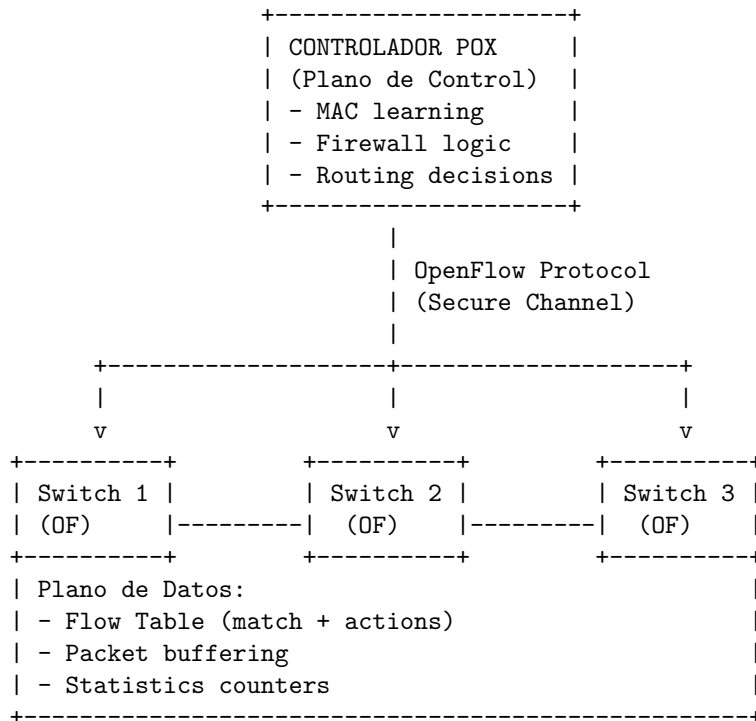 CONTROLADOR POX
(Plano de Control)
- MAC learning
- Firewall logic
- Routing decisions
OpenFlow Protocol
(Secure Channel)
v v v
Switch 1 Switch 2 Switch 3
(OF) (OF) (OF)
Plano de Datos:
- Flow Table (match + actions)
- Packet buffering
- Statistics counters